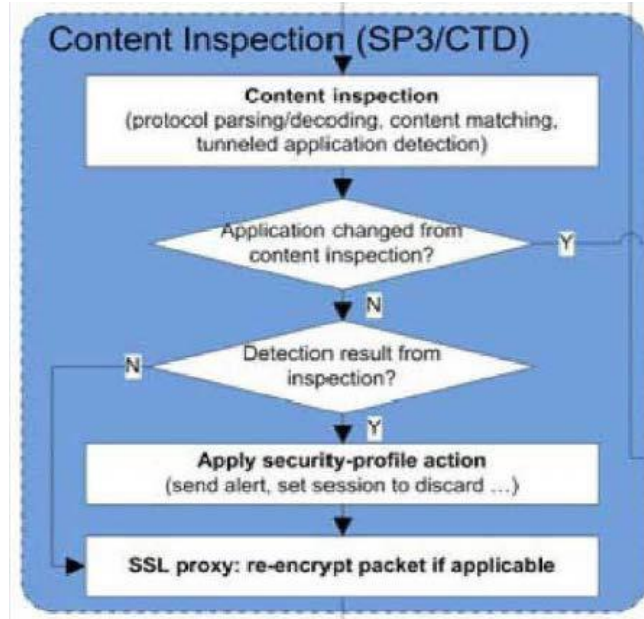 Content Inspection (SP3/CTD)
Content inspection
(protocol parsing/decoding, content matching,
tunneled application detection)
Application changed from
content inspection?
Y
N
Detection result from
inspection?
N
Y
Apply security-profile action
(send alert, set session to discard ...)
SSL proxy: re-encrypt packet if applicable